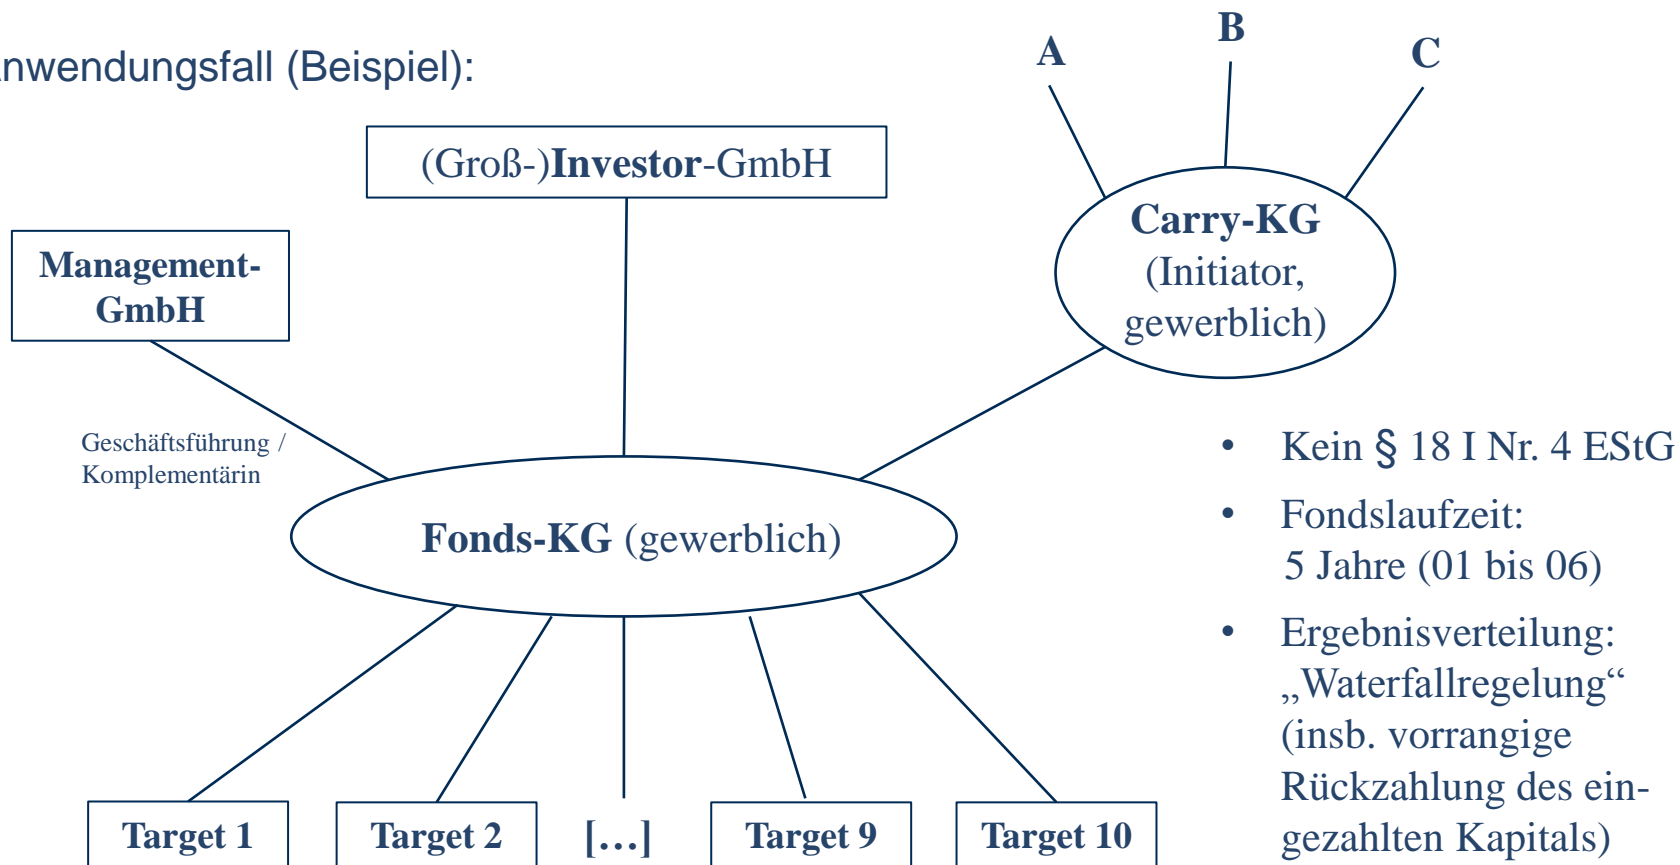 nwendungsfall (Beispiel):
A
B
C
(Groß-)Investor-GmbH
Management-
GmbH
Carry-KG
(Initiator,
gewerblich)
Geschäftsführung /
Komplementärin
Fonds-KG (gewerblich)
• Kein § 18 I Nr. 4 EStG
• Fondslaufzeit:
5 Jahre (01 bis 06)
• Ergebnisverteilung:
„Waterfallregelung“
(insb. vorrangige
Rückzahlung des ein-
gezahlten Kapitals)
Target 1
Target 2
[…]
Target 9
Target 10